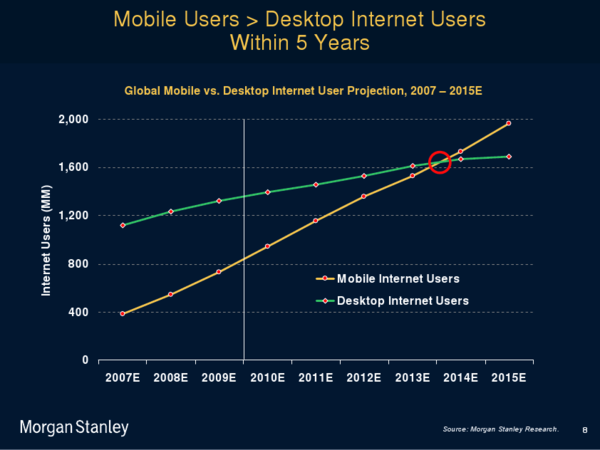 Mobile Users > Desktop Internet Users
Within 5 Years
Global Mobile vs. Desktop Internet User Projection, 2007 – 2015E
2,000
1,600
1,200
800
400
0
Internet Users (MM)
Mobile Internet Users
Desktop Internet Users
2007E 2008E 2009E 2010E 2011E 2012E 2013E 2014E 2015E
Morgan Stanley
Source: Morgan Stanley Research.
8